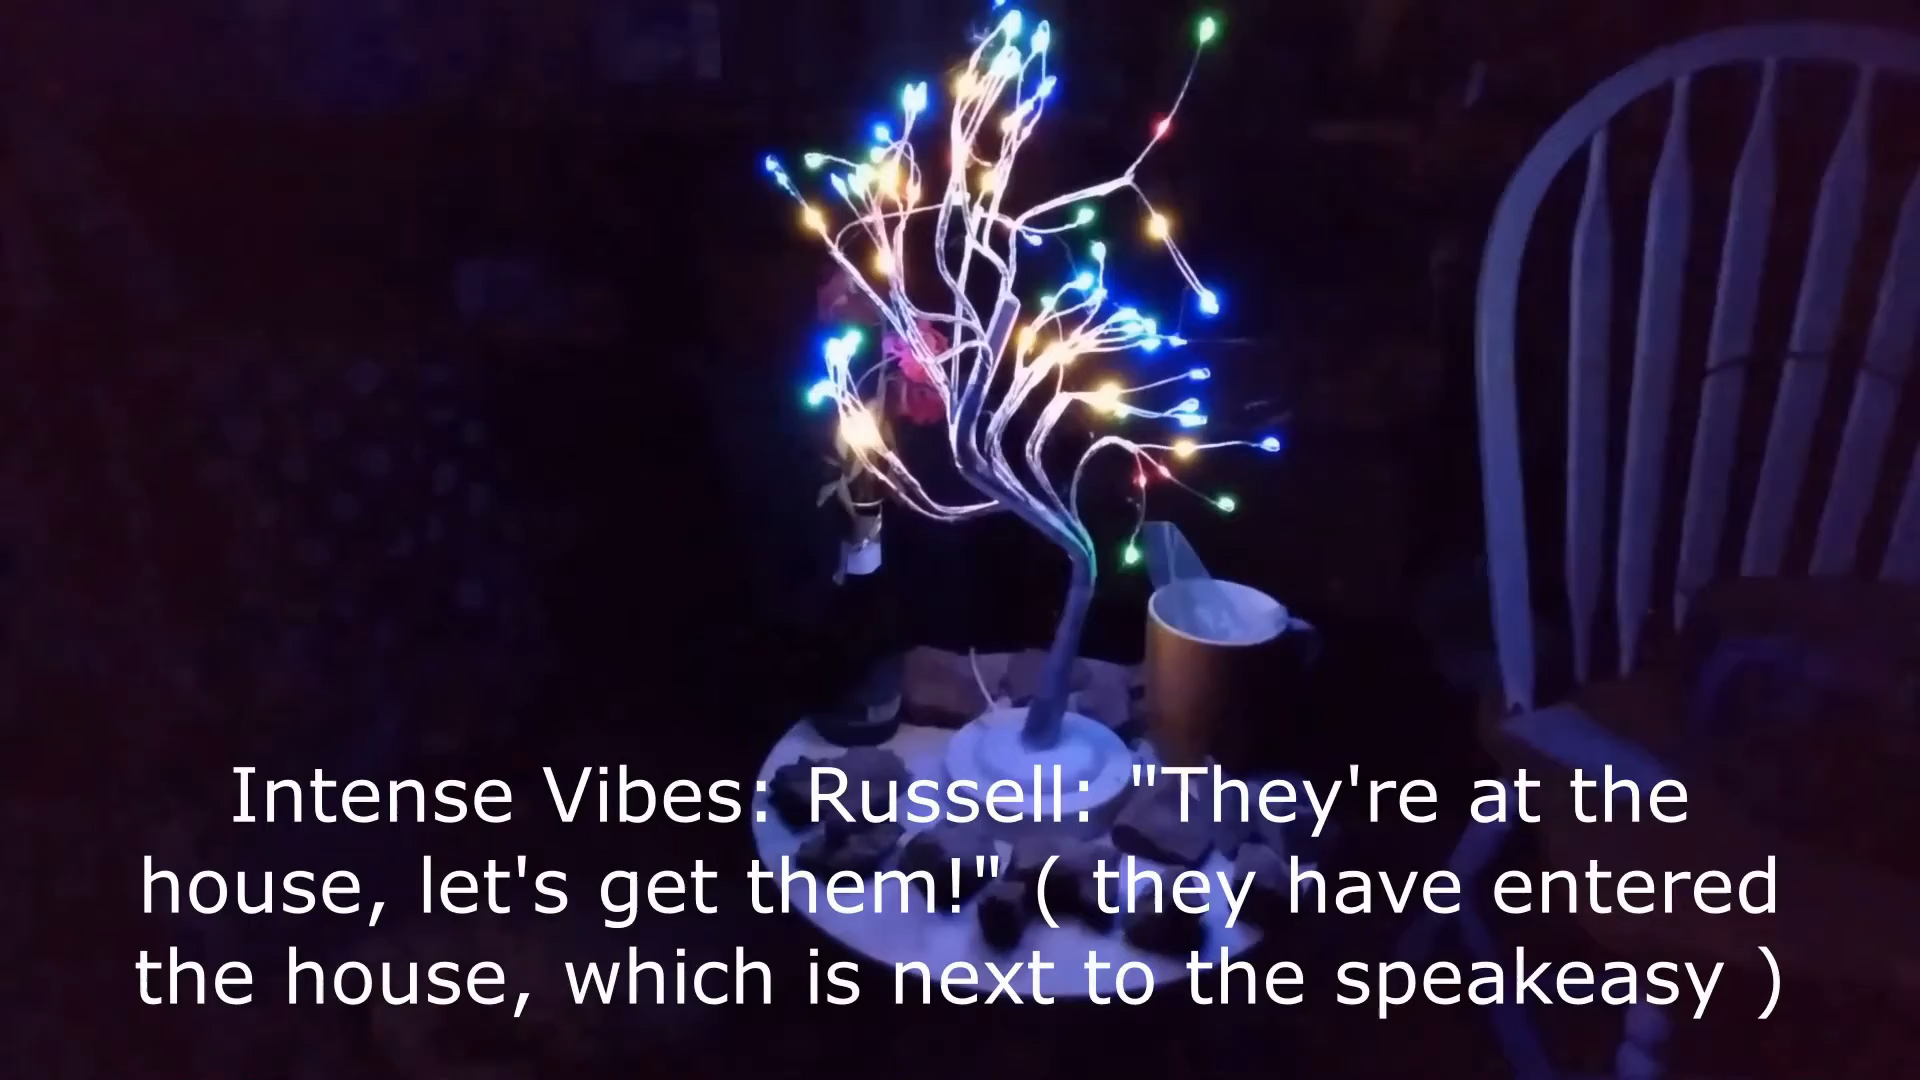 Intense Vibes: Russell: "They're at the
house, let's get them!" ( they have entered
the house, which is next to the speakeasy )